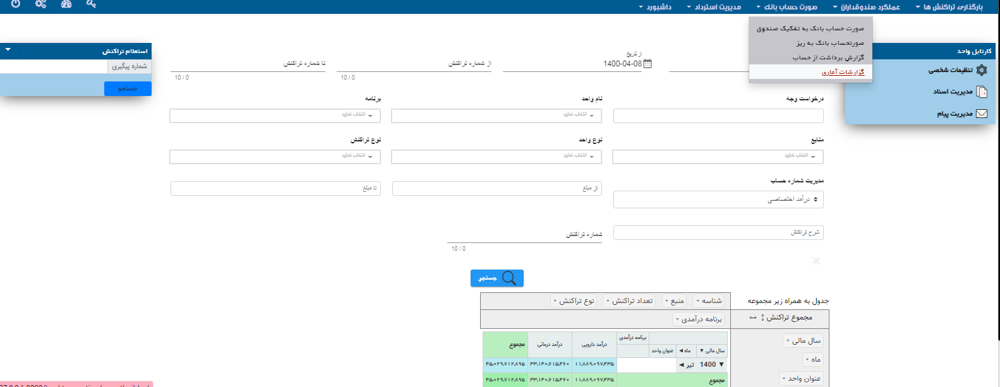 بارگذاری تراکنش ها عملکرد صندوقداران صورت حساب بانک مدیریت استرداد داشبورد
صورت حساب بانک به تفکیک صندوق
صورتحساب بانک به ریز
گزارش برداشت از حساب
گزارشات آماری
کارتابل واحد
تنظیمات شخصی
مدیریت اسناد
مدیریت پیام
از تاریخ
1400-04-08
از شماره تراکنش
0 / 10
تا شماره تراکنش
0 / 10
استعلام تراکنش
شماره پیگیری
جستجو
درخواست وجه نام واحد برنامه
انتخاب نمایید انتخاب نمایید
منابع نوع واحد نوع تراکنش
انتخاب نمایید انتخاب نمایید انتخاب نمایید
مدیریت شماره حساب
درآمد اختصاصی از مبلغ تا مبلغ
شرح تراکنش شماره تراکنش
0 / 10
جستجو
جدول به همراه زیر مجموعه شناسه منبع تعداد تراکنش نوع تراکنش
مجموع تراکنش برنامه درآمدی
سال مالی
ماه
عنوان واحد
برنامه درآمدی درآمد دارویی درآمد درمانی مجموع
سال مالی ماه عنوان واحد
1400 تیر ۱۱,۸۸۹,۰۹۷,۴۳۵ ۳۳,۱۴۰,۶۱۵,۴۶۰ ۴۵,۰۲۹,۷۱۲,۸۹۵
مجموع ۱۱,۸۸۹,۰۹۷,۴۳۵ ۳۳,۱۴۰,۶۱۵,۴۶۰ ۴۵,۰۲۹,۷۱۲,۸۹۵